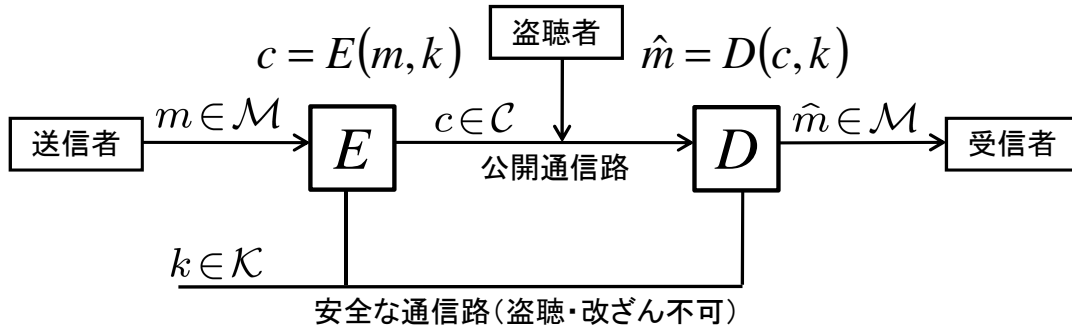 盗聴者
c = E(m, k)
m̂ = D(c, k)
送信者
m ∈ ℳ
E
c ∈ 𝒞
公開通信路
D
m̂ ∈ ℳ
受信者
k ∈ 𝒦
安全な通信路(盗聴・改ざん不可)